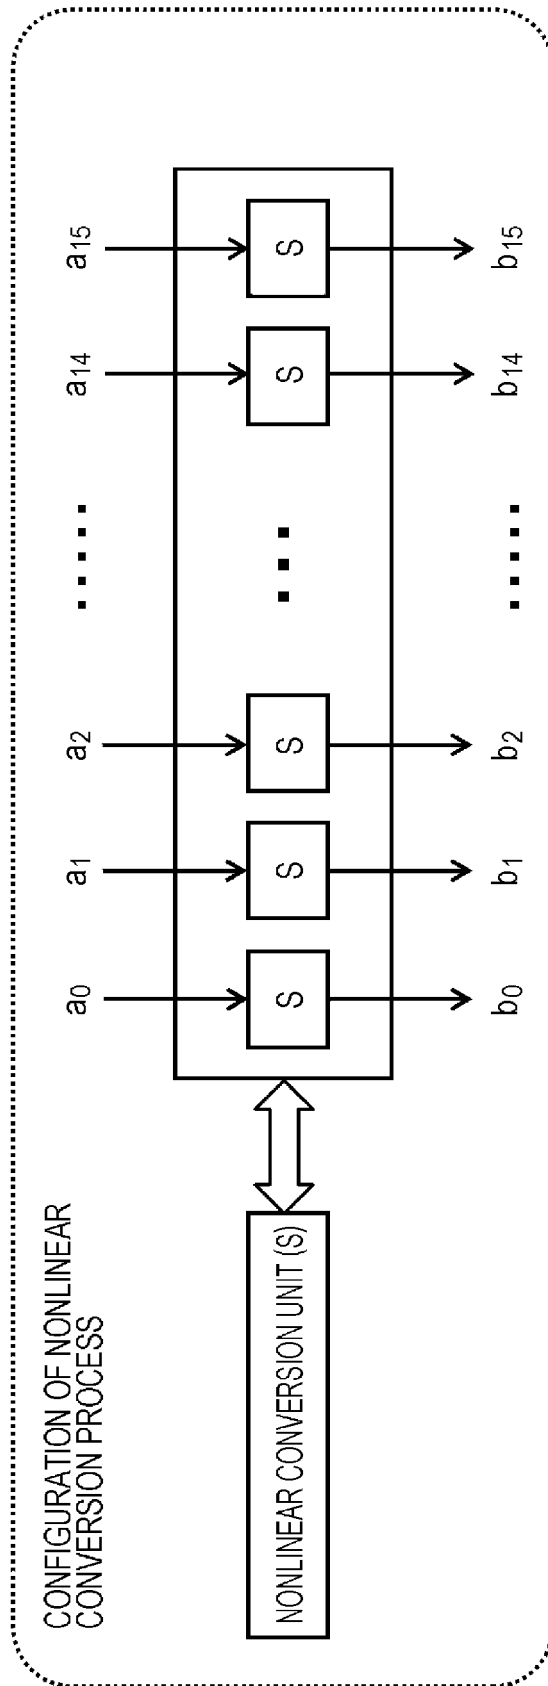 CONFIGURATION OF NONLINEAR
CONVERSION PROCESS
a0 a1 a2 ..... a14 a15
NONLINEAR CONVERSION UNIT (S)
S S S ... S S
b0 b1 b2 ..... b14 b15